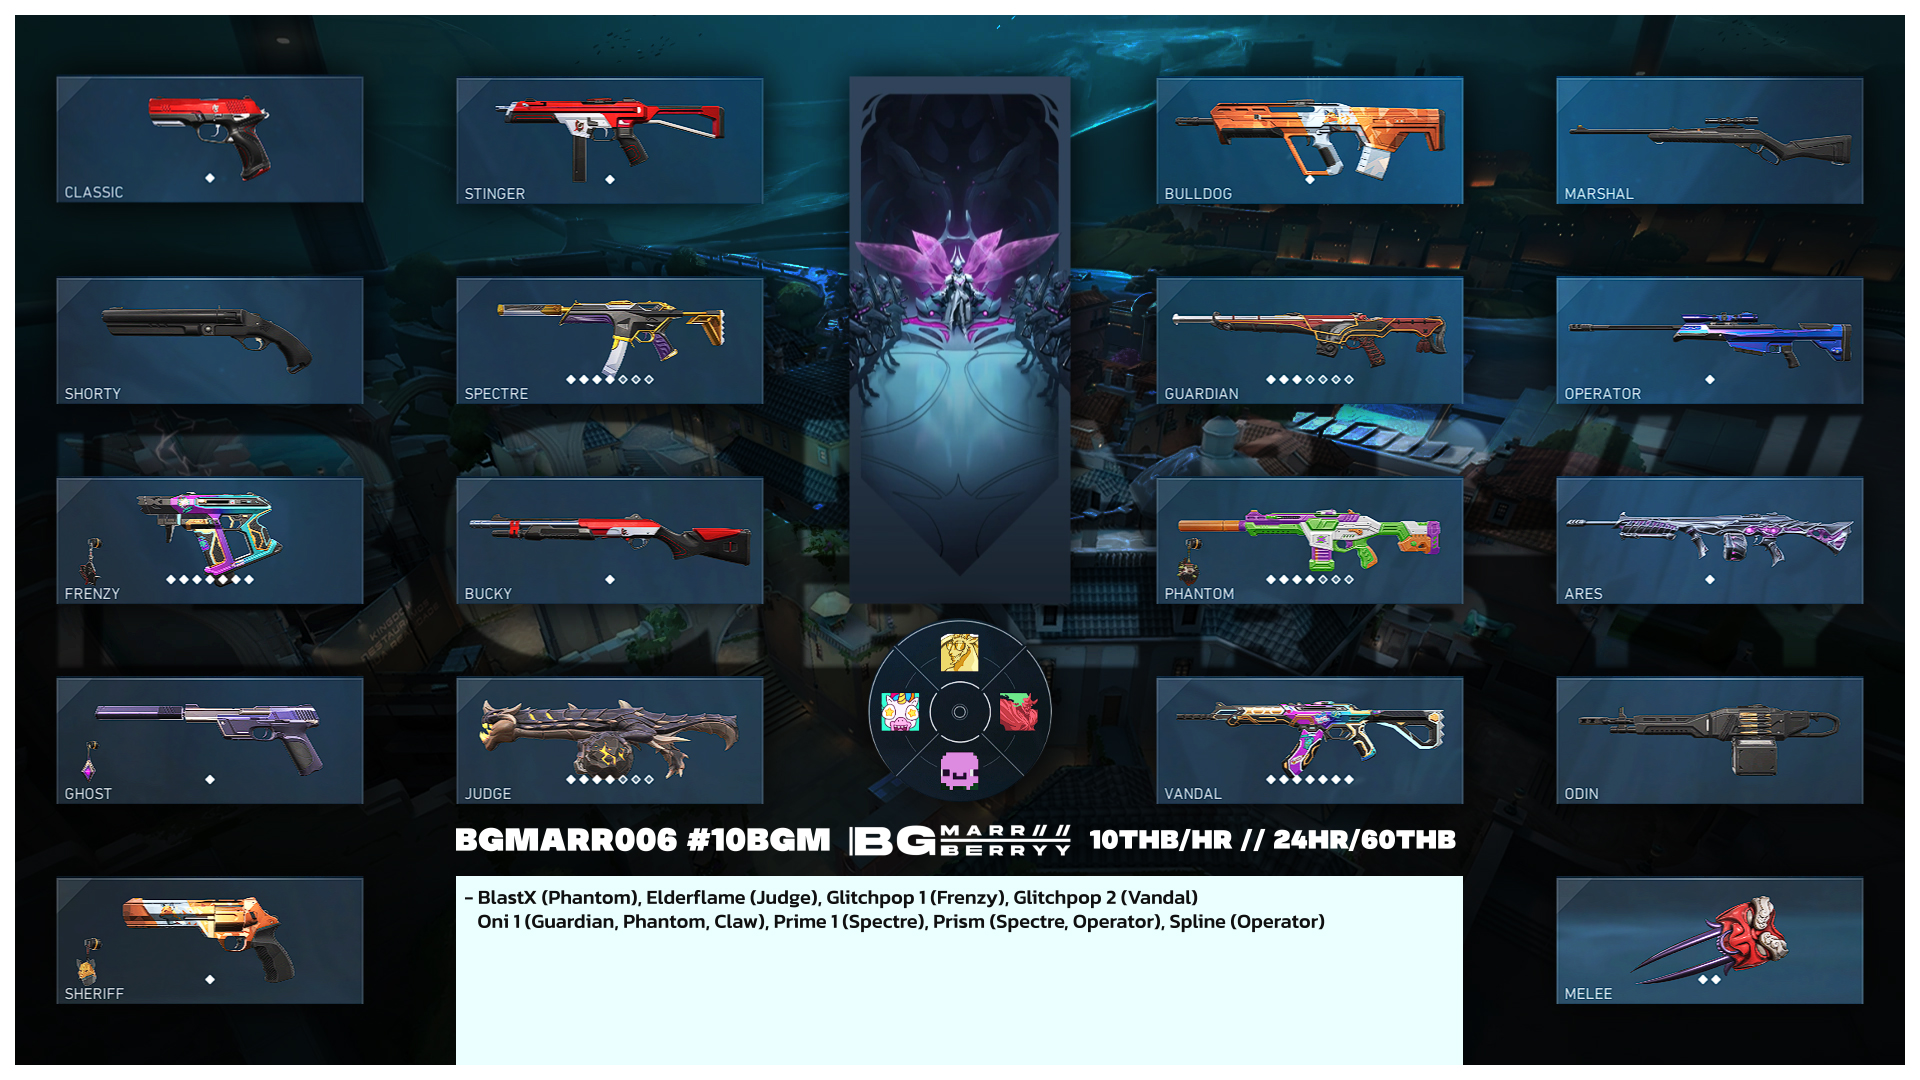 CLASSIC
STINGER
BULLDOG
MARSHAL
SHORTY
SPECTRE
GUARDIAN
OPERATOR
FRENZY
BUCKY
PHANTOM
ARES
GHOST
JUDGE
VANDAL
ODIN
BGMARR006 #10BGM
BG MARR// //
BERRYY
10THB/HR // 24HR/60THB
SHERIFF
MELEE
- BlastX (Phantom), Elderflame (Judge), Glitchpop 1 (Frenzy), Glitchpop 2 (Vandal)
Oni 1 (Guardian, Phantom, Claw), Prime 1 (Spectre), Prism (Spectre, Operator), Spline (Operator)